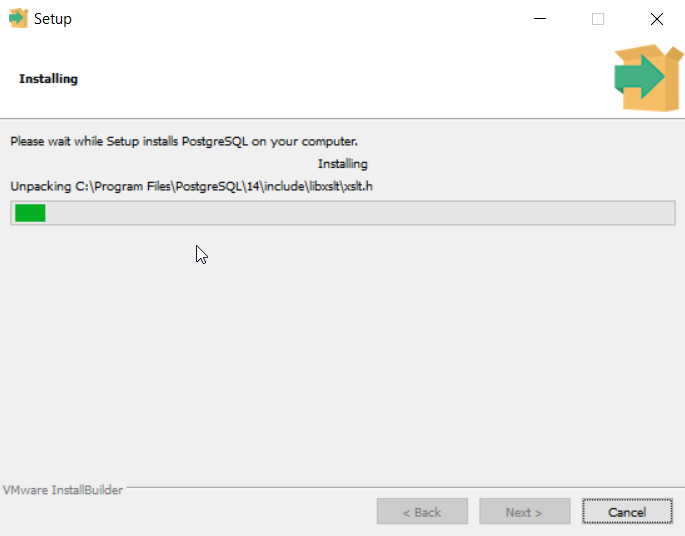 Setup
Installing
Please wait while Setup installs PostgreSQL on your computer.
Installing
Unpacking C:\Program Files\PostgreSQL\14\include\libxslt\xslt.h
VMware InstallBuilder
< Back
Next >
Cancel